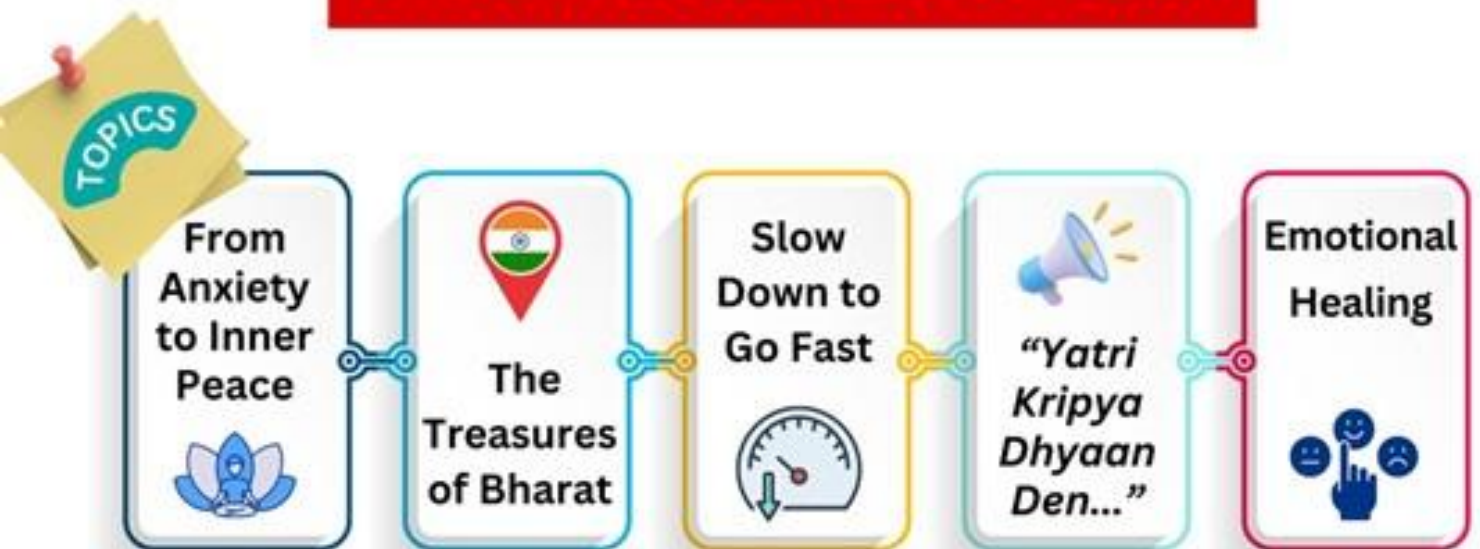 TOPICS
From
Anxiety
to Inner
Peace
The
Treasures
of Bharat
Slow
Down to
Go Fast
“Yatri
Kripya
Dhyaan
Den...”
Emotional
Healing